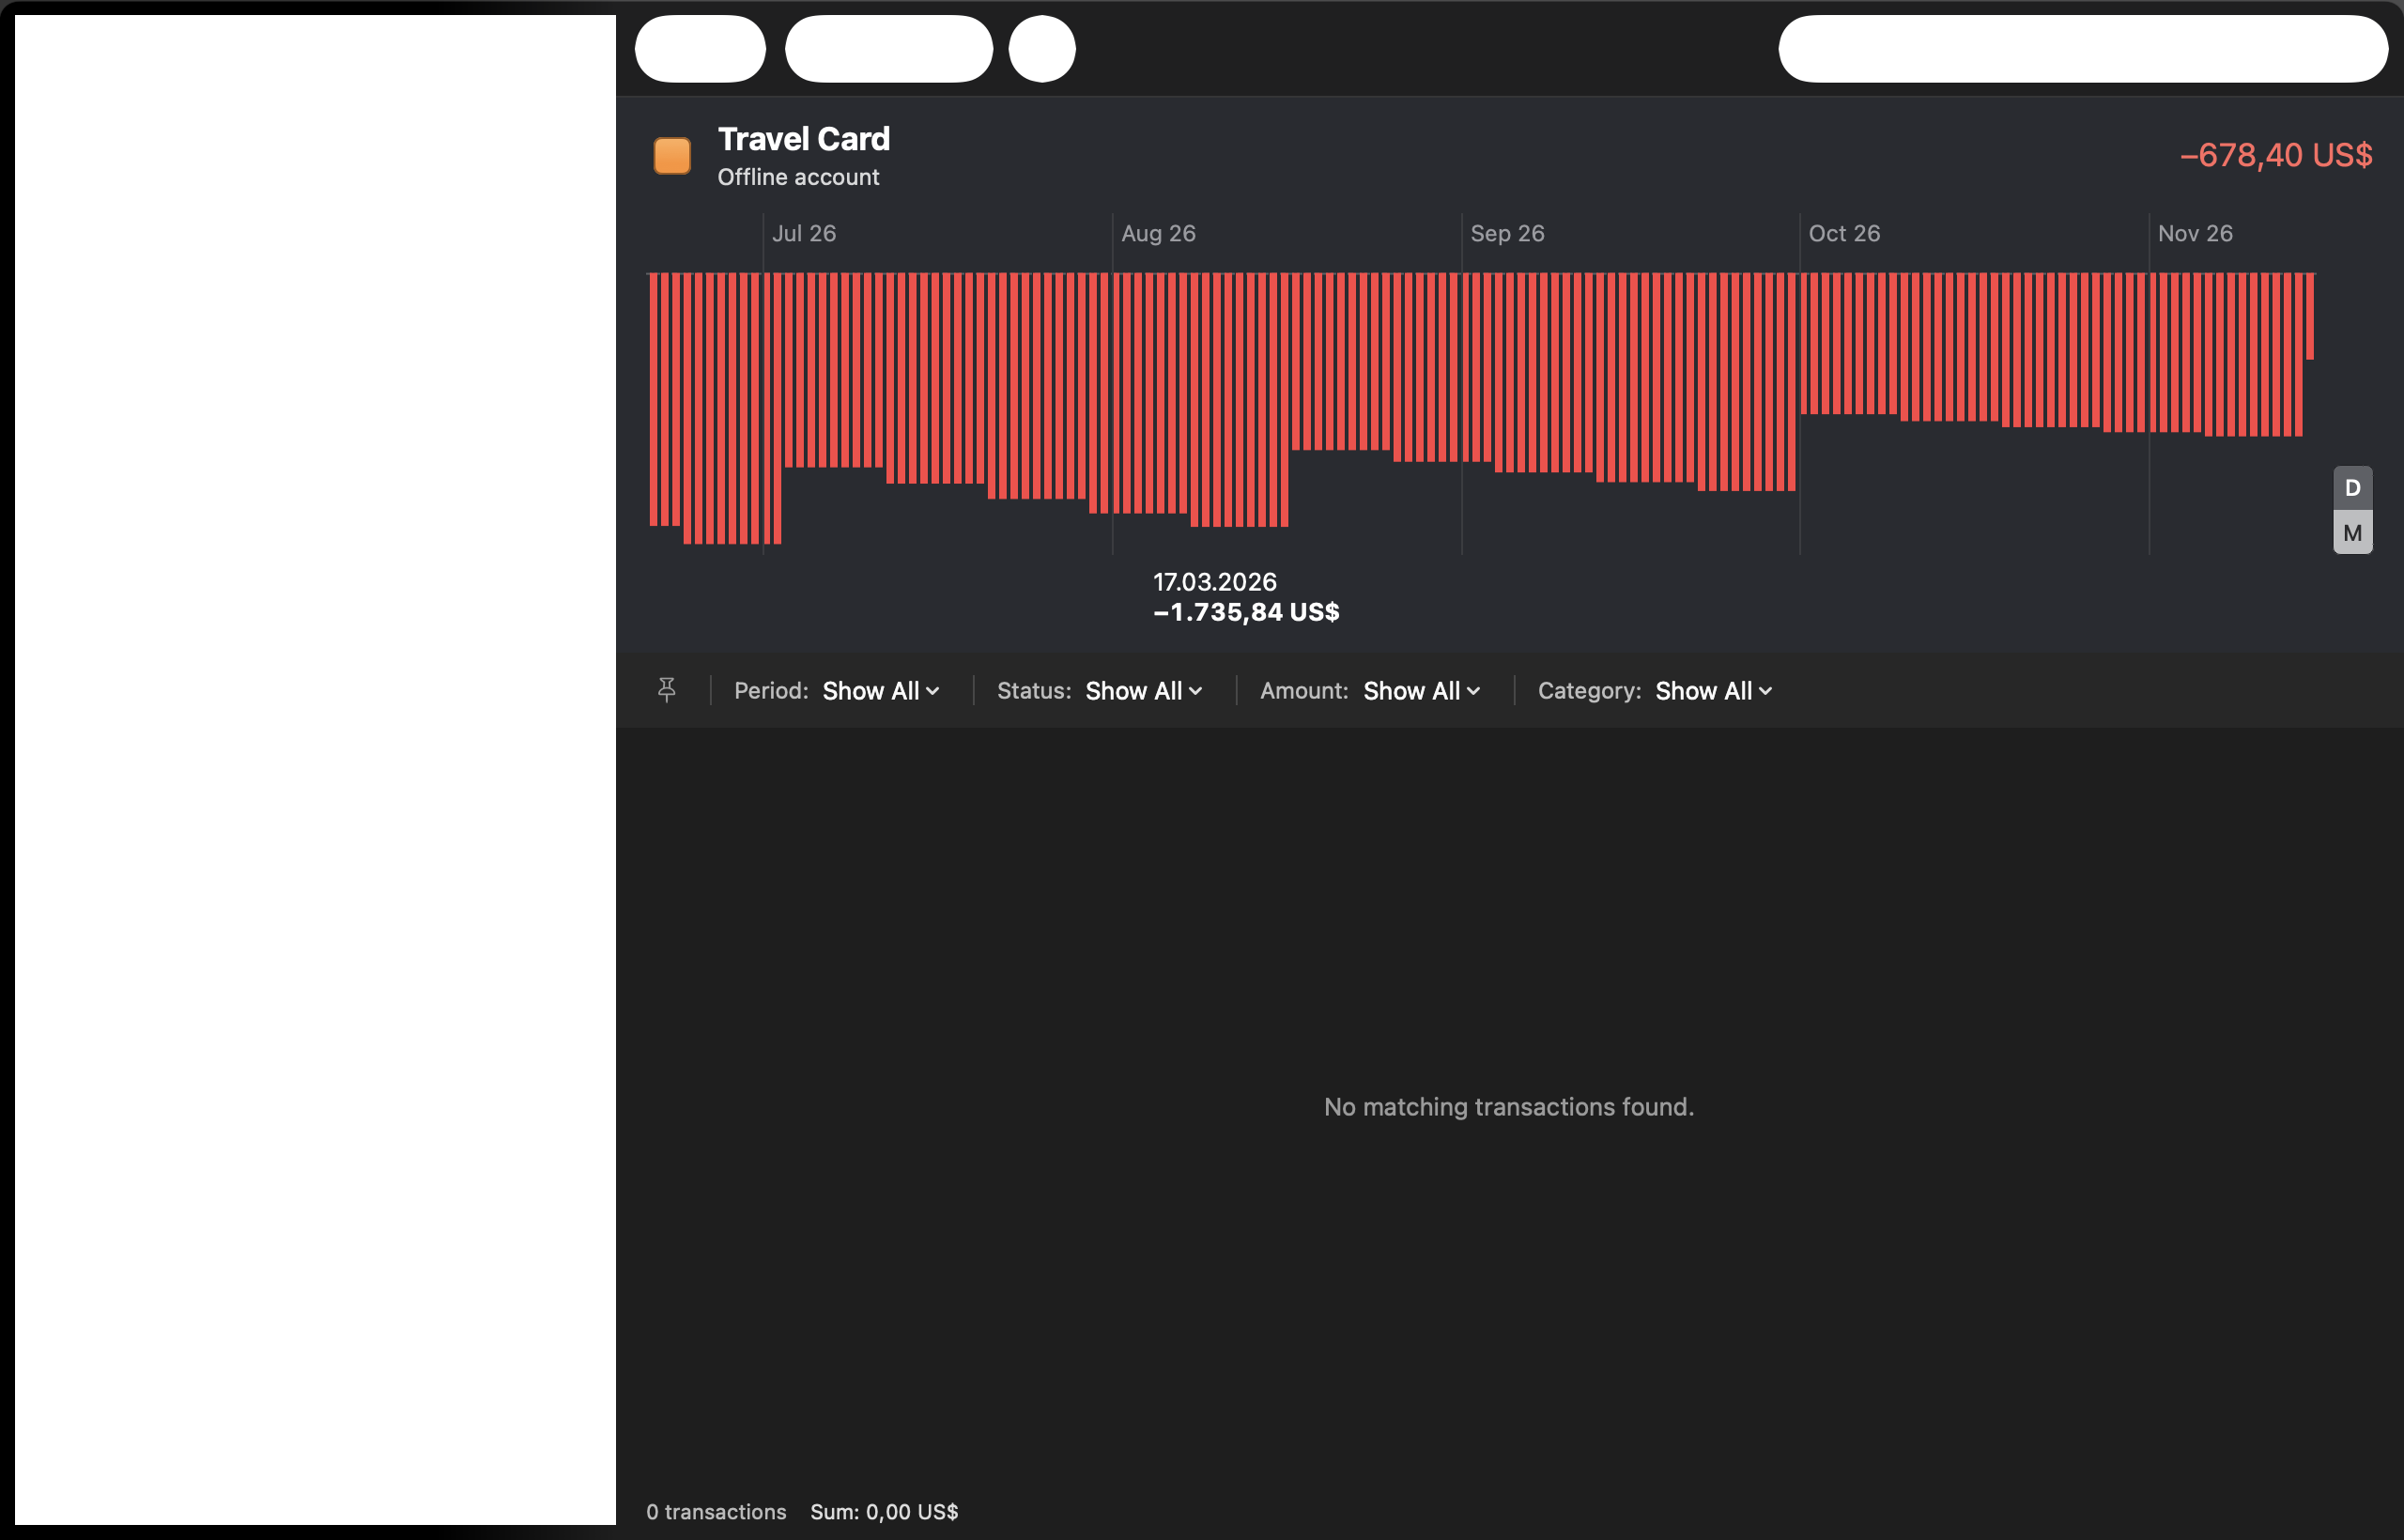 Travel Card
Offline account
–678,40 US$
Jul 26
Aug 26
Sep 26
Oct 26
Nov 26
D
M
17.03.2026
–1.735,84 US$
Period: Show All
Status: Show All
Amount: Show All
Category: Show All
No matching transactions found.
0 transactions Sum: 0,00 US$